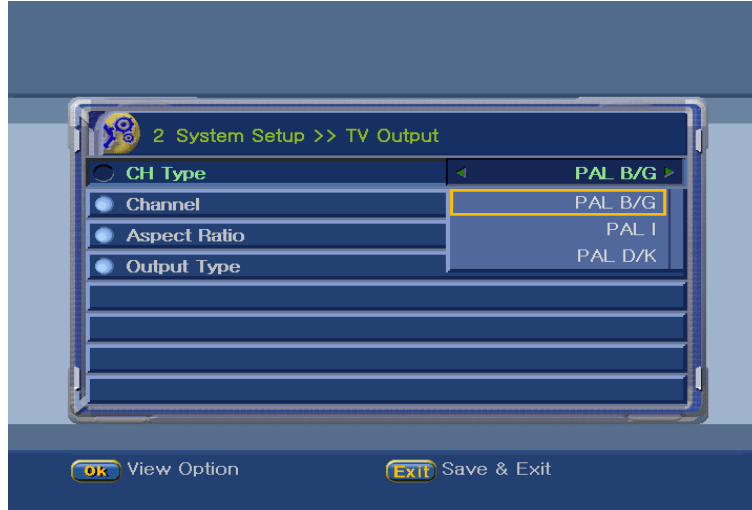 2 System Setup >> TV Output
CH Type PAL B/G
Channel PAL B/G
Aspect Ratio PAL I
Output Type PAL D/K
OK View Option Exit Save & Exit